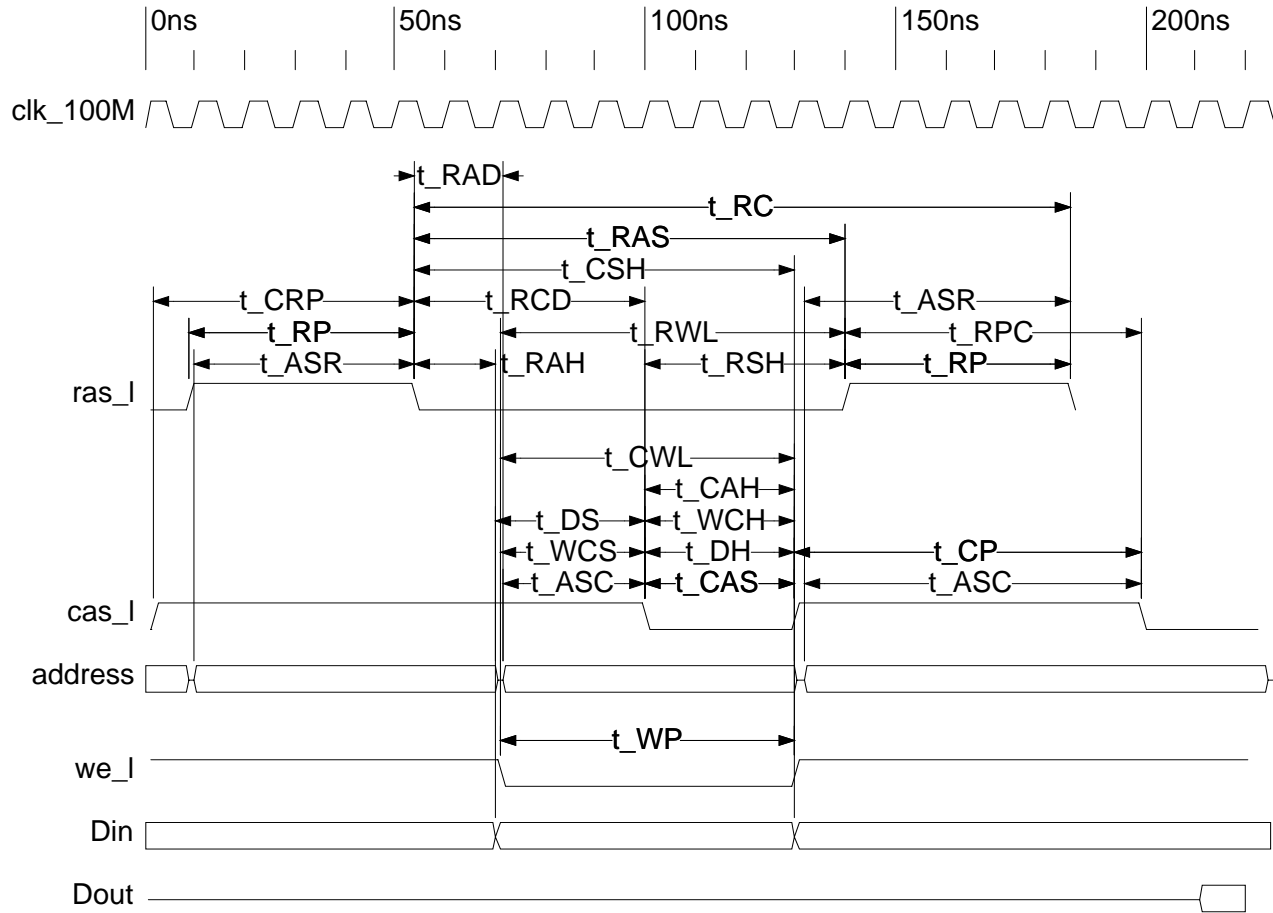 0ns 50ns 100ns 150ns 200ns
clk_100M
t_RAD
t_RC
t_RAS
t_CSH
t_CRP t_RCD t_ASR
t_RP t_RWL t_RPC
t_ASR t_RAH t_RSH t_RP
ras_l
t_CWL
t_CAH
t_DS t_WCH
t_WCS t_DH t_CP
t_ASC t_CAS t_ASC
cas_l
address
t_WP
we_l
Din
Dout